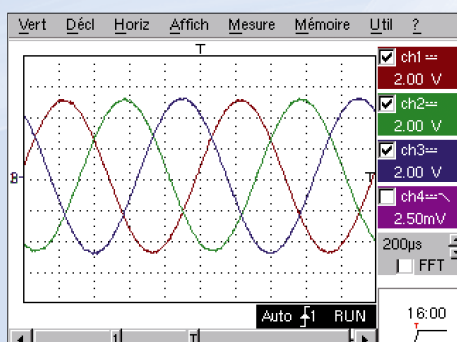 Vert Décl Horiz Affich Mesure Mémoire Util ?
T
ch1
2.00 V
ch2
2.00 V
ch3
2.00 V
ch4
2.50mV
B
T
200µs
FFT
Auto 1 RUN
16:00
T
1 T